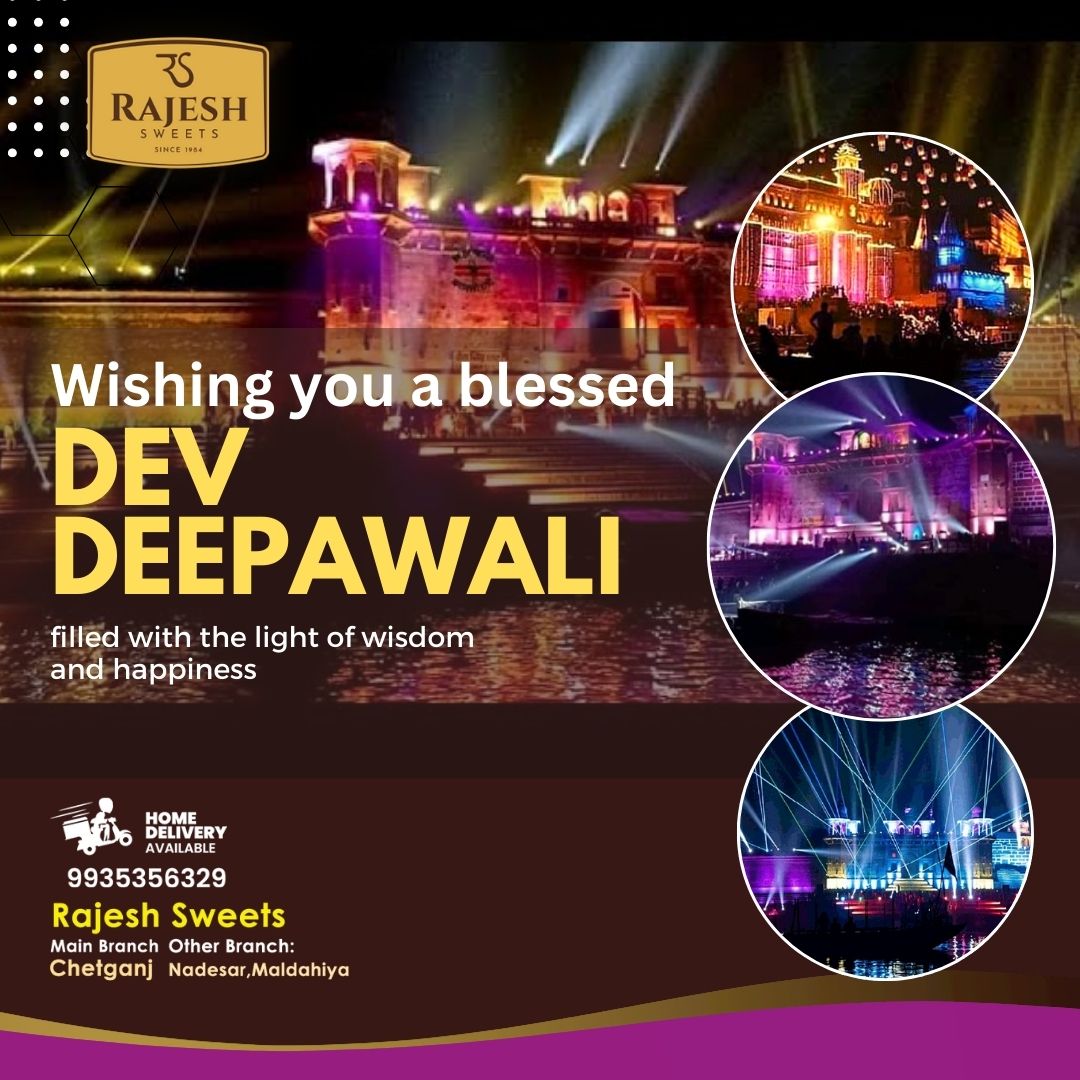 RS
RAJESH
SWEETS
SINCE 1984
Wishing you a blessed
DEV
DEEPAWALI
filled with the light of wisdom
and happiness
HOME
DELIVERY
AVAILABLE
9935356329
Rajesh Sweets
Main Branch Other Branch:
Chetganj Nadesar,Maldahiya